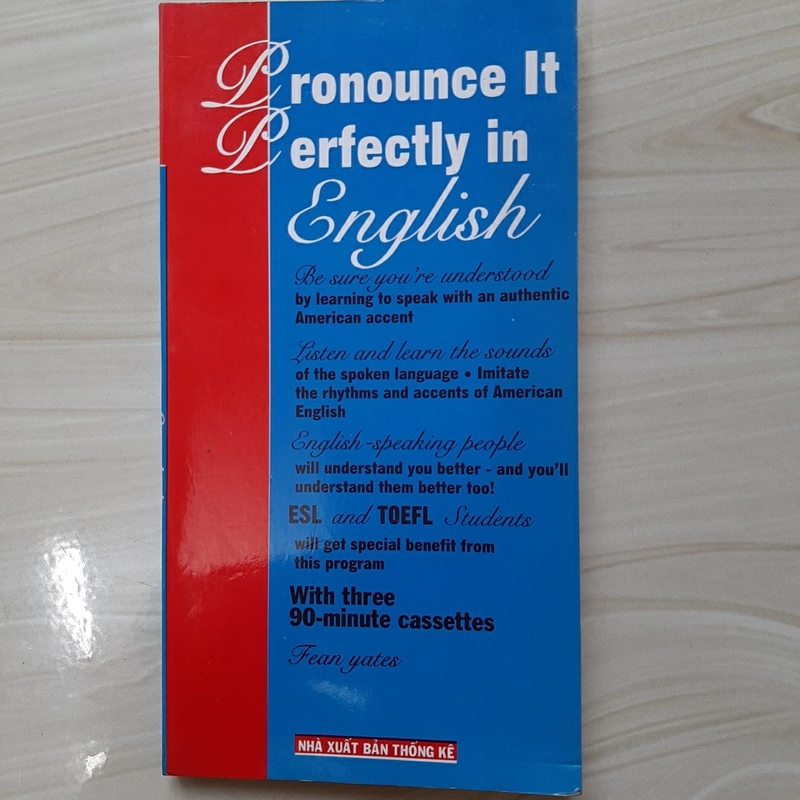 Pronounce It
Perfectly in
English
Be sure you're understood
by learning to speak with an authentic
American accent
Listen and learn the sounds
of the spoken language • Imitate
the rhythms and accents of American
English
English-speaking people
will understand you better - and you'll
understand them better too!
ESL and TOEFL Students
will get special benefit from
this program
With three
90-minute cassettes
Fean yates
NHÀ XUẤT BẢN THỐNG KÊ